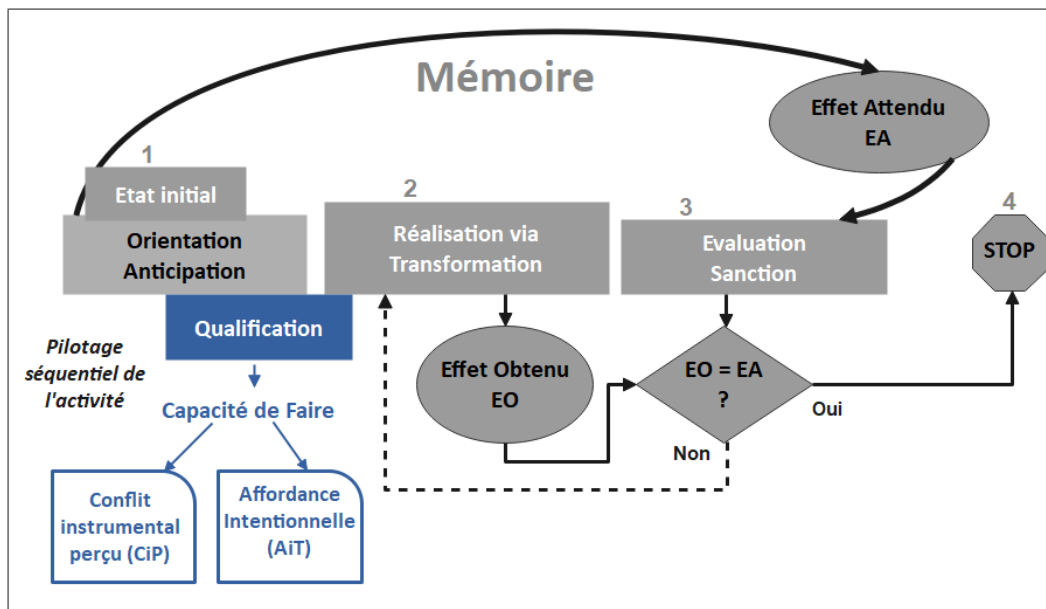 Mémoire
Effet Attendu
EA
1
Etat initial
Orientation
Anticipation
2
Réalisation via
Transformation
3
Evaluation
Sanction
4
STOP
Qualification
Pilotage
séquentiel de
l'activité
Capacité de Faire
Effet Obtenu
EO
EO = EA
?
Oui
Non
Conflit
instrumental
perçu (CiP)
Affordance
Intentionnelle
(AiT)